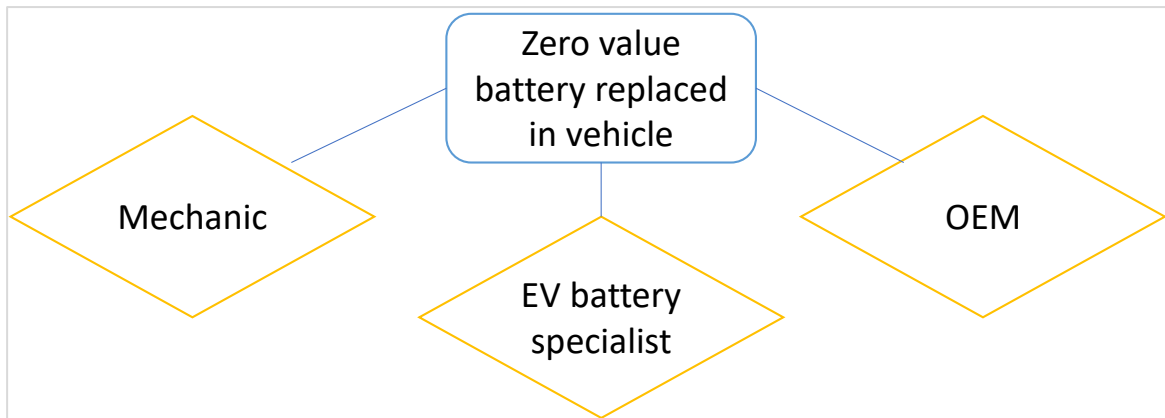 Zero value
battery replaced
in vehicle
Mechanic
EV battery
specialist
OEM